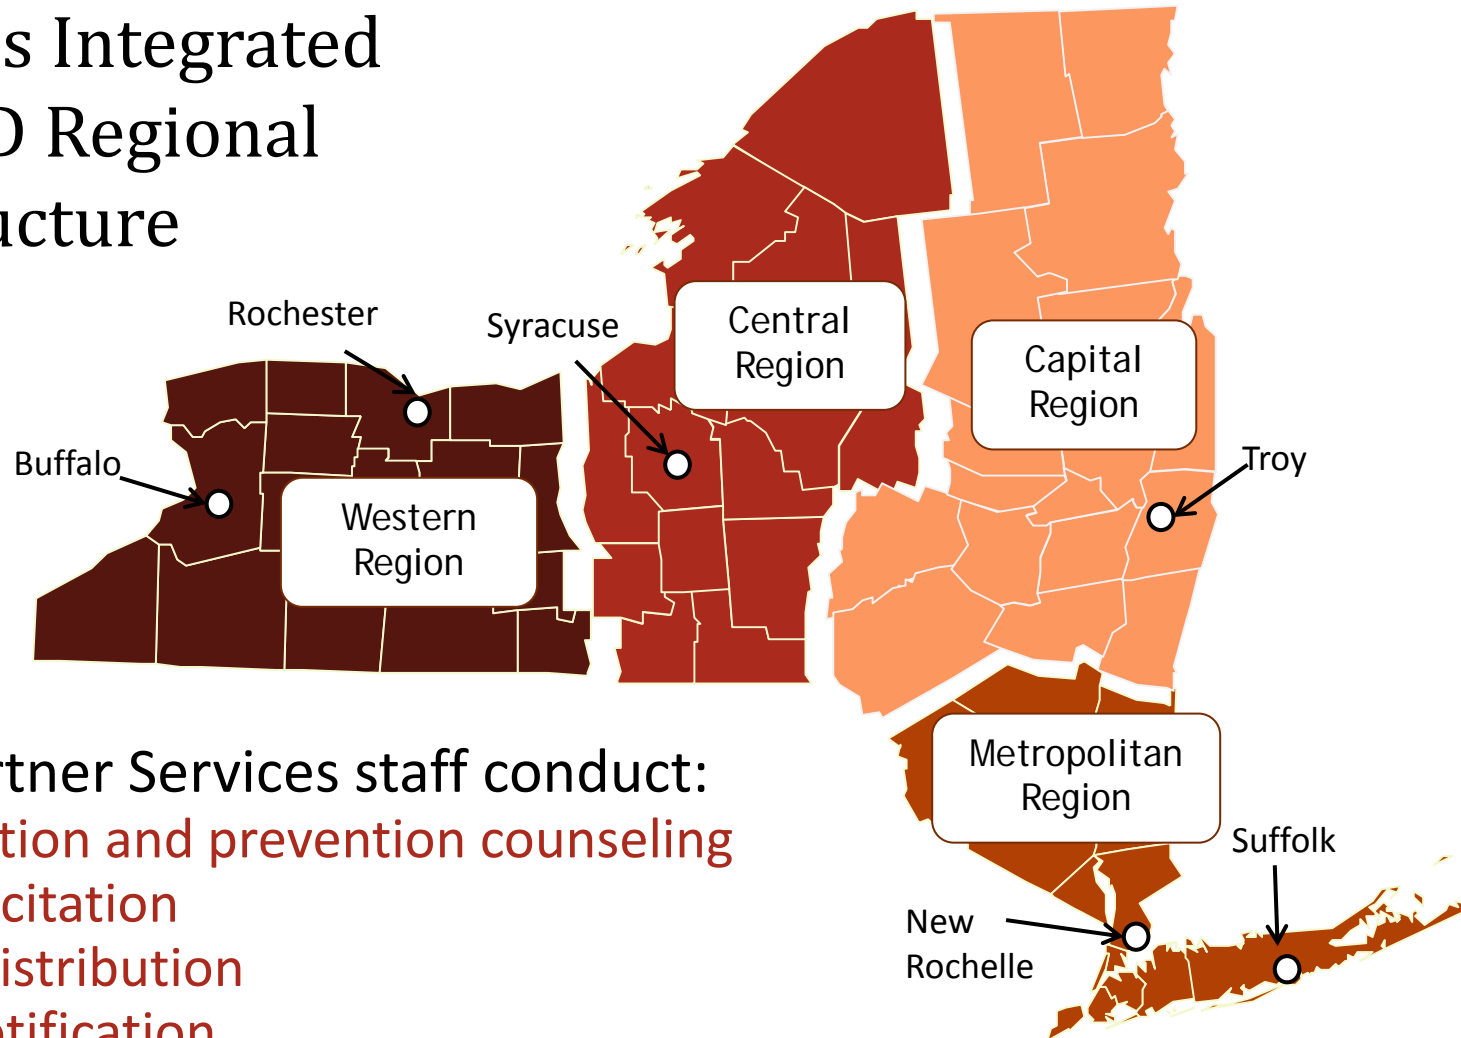 s Integrated
D Regional
ucture
Rochester
Syracuse
Central
Region
Capital
Region
Buffalo
Troy
Western
Region
Metropolitan
Region
rtner Services staff conduct:
tion and prevention counseling
citation
istribution
otification
Suffolk
New
Rochelle